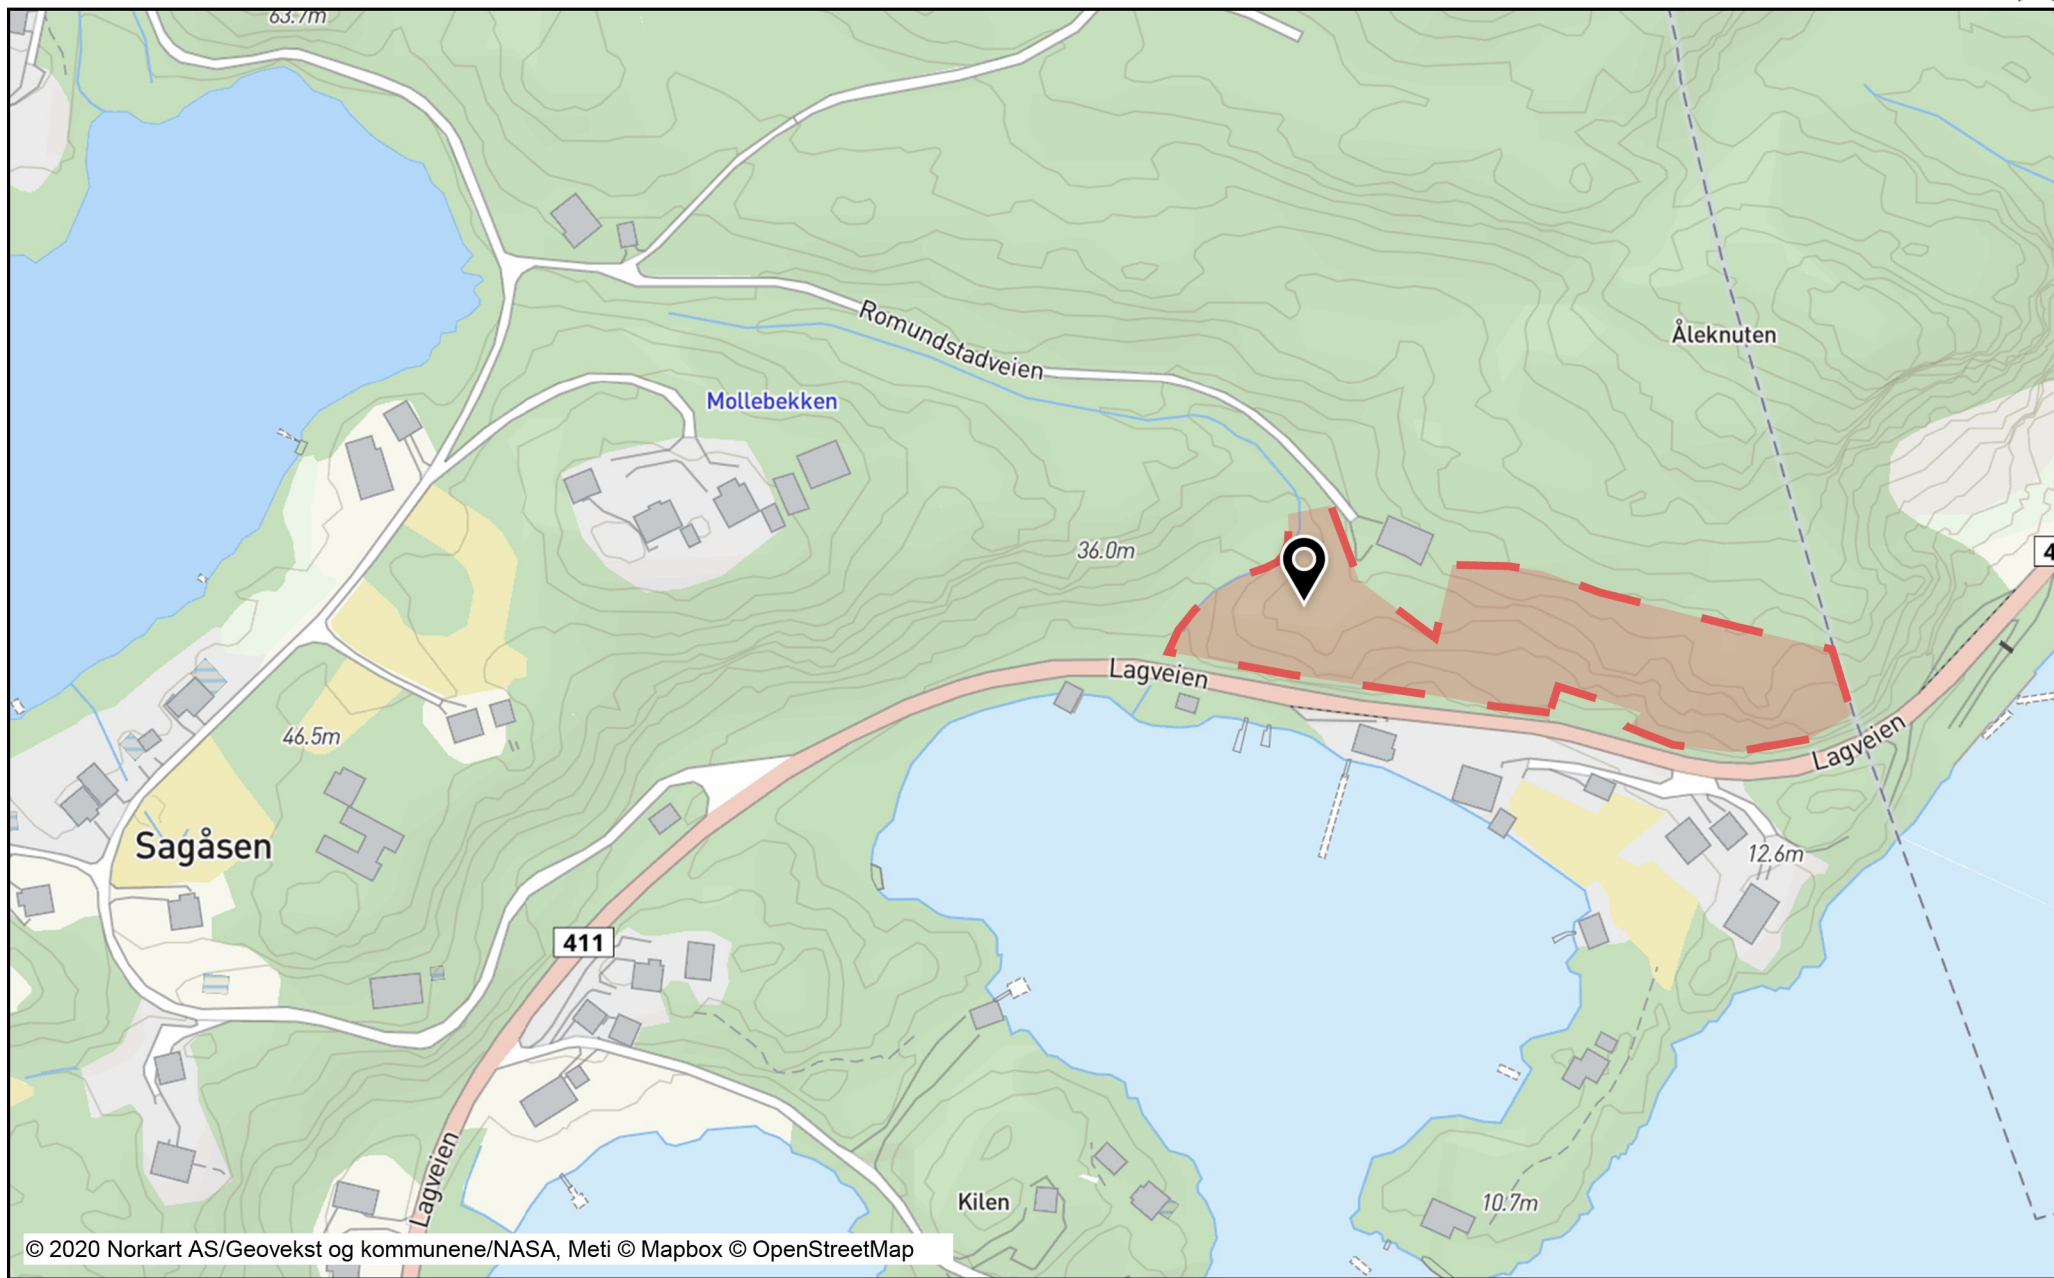 63.7m
Romundstadveien
Åleknuten
Mollebekken
36.0m
4
Lagveien
46.5m
Lagveien
Sagåsen
12.6m
411
Lagveien
Kilen
10.7m
© 2020 Norkart AS/Geovekst og kommunene/NASA, Meti © Mapbox © OpenStreetMap